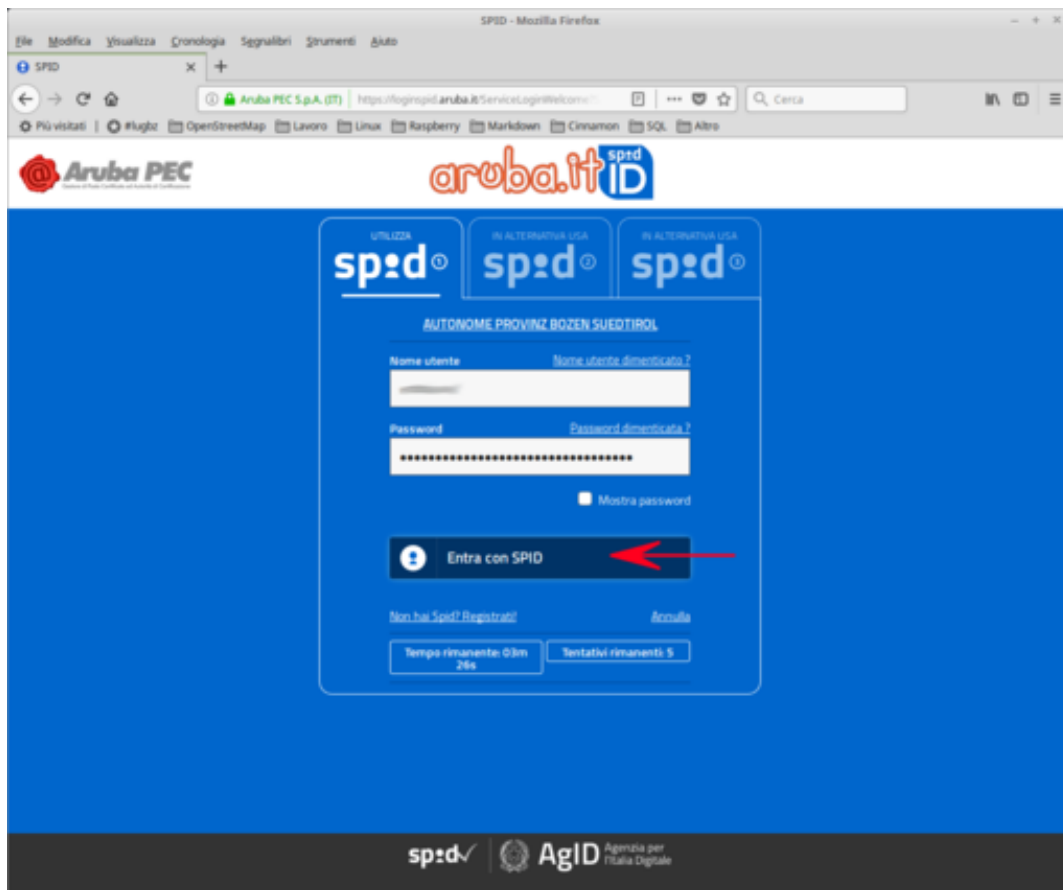 SPID - Mozilla Firefox
File Modifica Visualizza Cronologia Segnalibri Strumenti Aiuto
SPID
Aruba PEC S.p.A. (IT) https://loginspid.aruba.it/ServiceLoginWelcome
Cerca
Più visitati #lugbz OpenStreetMap Lavoro Linux Raspberry Markdown Cinnamon SQL Altro
Aruba PEC
aruba.it spid ID
UTILIZZA IN ALTERNATIVA USA IN ALTERNATIVA USA
spid 1 spid 2 spid 3
AUTONOME PROVINZ BOZEN SUEDTIROL
Nome utente Nome utente dimenticato ?
Password Password dimenticata ?
•••••••••••••••••••••••••••••••••
Mostra password
Entra con SPID
Non hai Spid? Registrati! Annulla
Tempo rimanente: 03m
26s
Tentativi rimanenti: 5
spid AgID Agenzia per
l'Italia Digitale